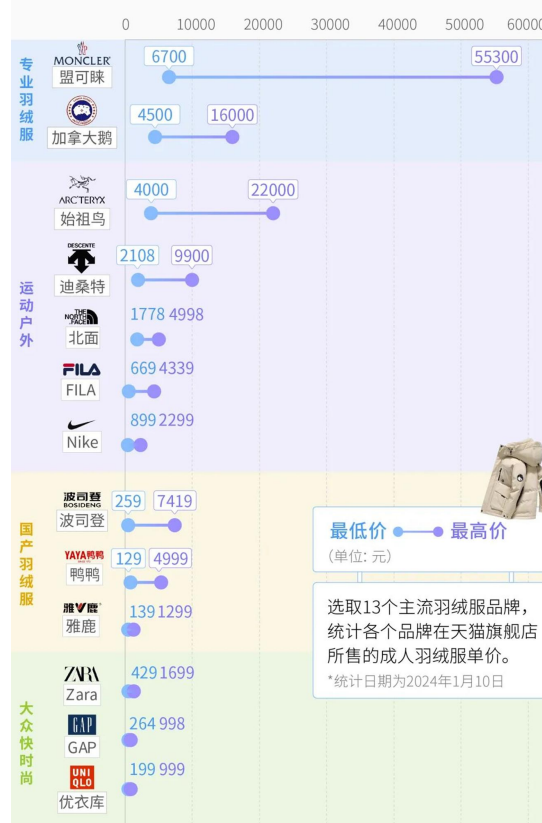 0 10000 20000 30000 40000 50000 60000
专业羽绒服
MONCLER
盟可睐
6700 55300
加拿大鹅
4500 16000
运动户外
ARC'TERYX
始祖鸟
4000 22000
DESCENTE
迪桑特
2108 9900
THE NORTH FACE
北面
1778 4998
FILA
FILA
669 4339
Nike
899 2299
国产羽绒服
波司登
BOSIDENG
波司登
259 7419
YAYA鸭鸭
鸭鸭
129 4999
雅鹿
雅鹿
139 1299
最低价 最高价
(单位: 元)
选取13个主流羽绒服品牌，
统计各个品牌在天猫旗舰店
所售的成人羽绒服单价。
*统计日期为2024年1月10日
大众快时尚
ZARA
Zara
429 1699
GAP
GAP
264 998
UNI
QLO
优衣库
199 999